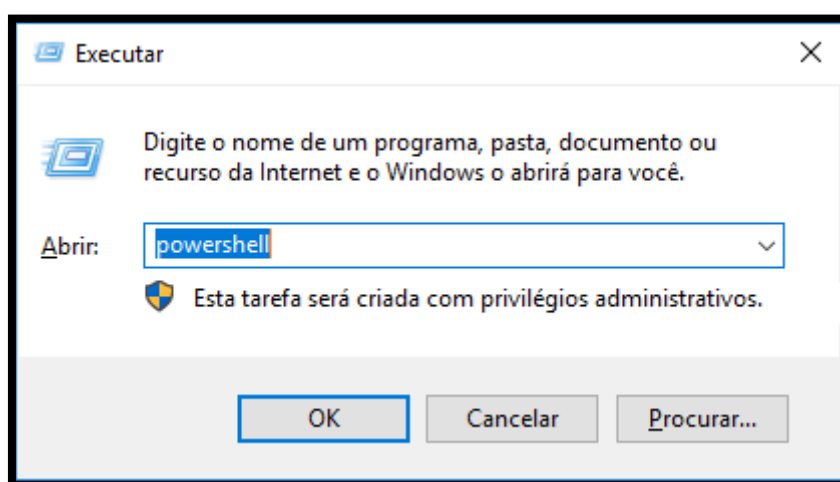 Executar
Digite o nome de um programa, pasta, documento ou
recurso da Internet e o Windows o abrirá para você.
Abrir: powershell
Esta tarefa será criada com privilégios administrativos.
OK Cancelar Procurar...